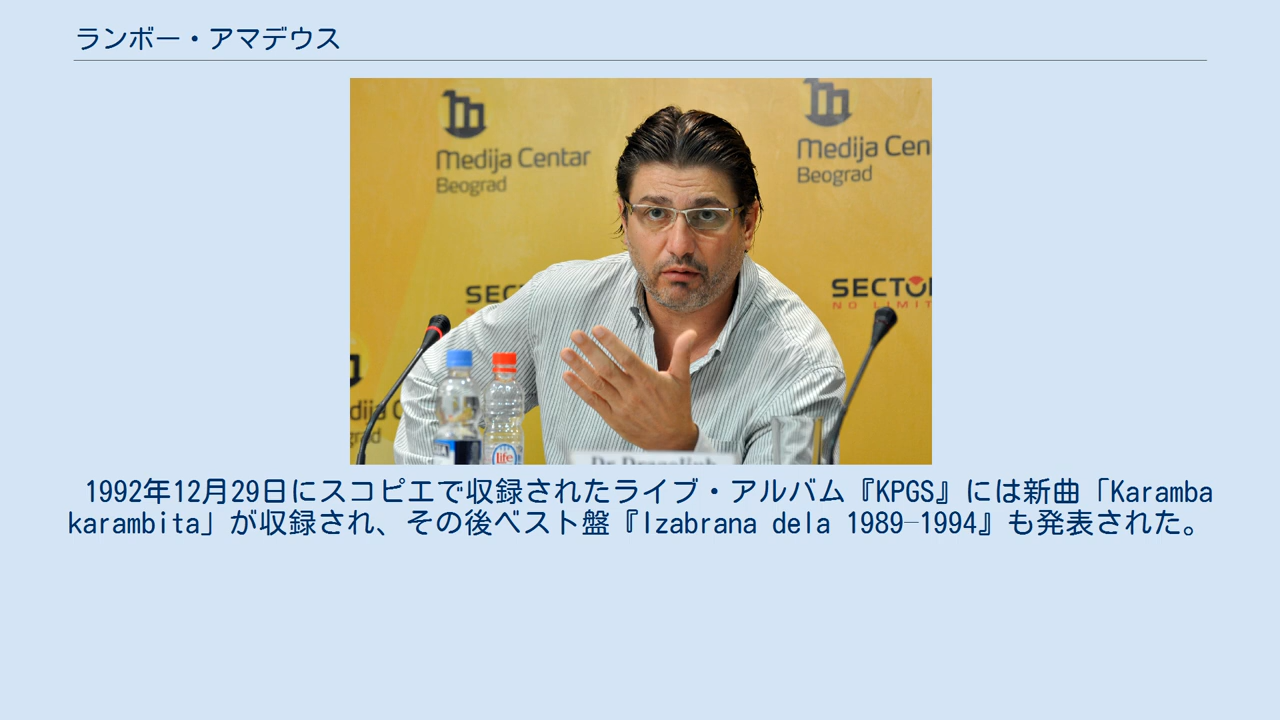 ランボー・アマデウス
Medija Centar
Beograd
Medija Cen
Beograd
SEC
SECTOR
NO LIMIT
dija C
grad
life
1992年12月29日にスコピエで収録されたライブ・アルバム『KPGS』には新曲「Karamba
karambita」が収録され、その後ベスト盤『Izabrana dela 1989–1994』も発表された。